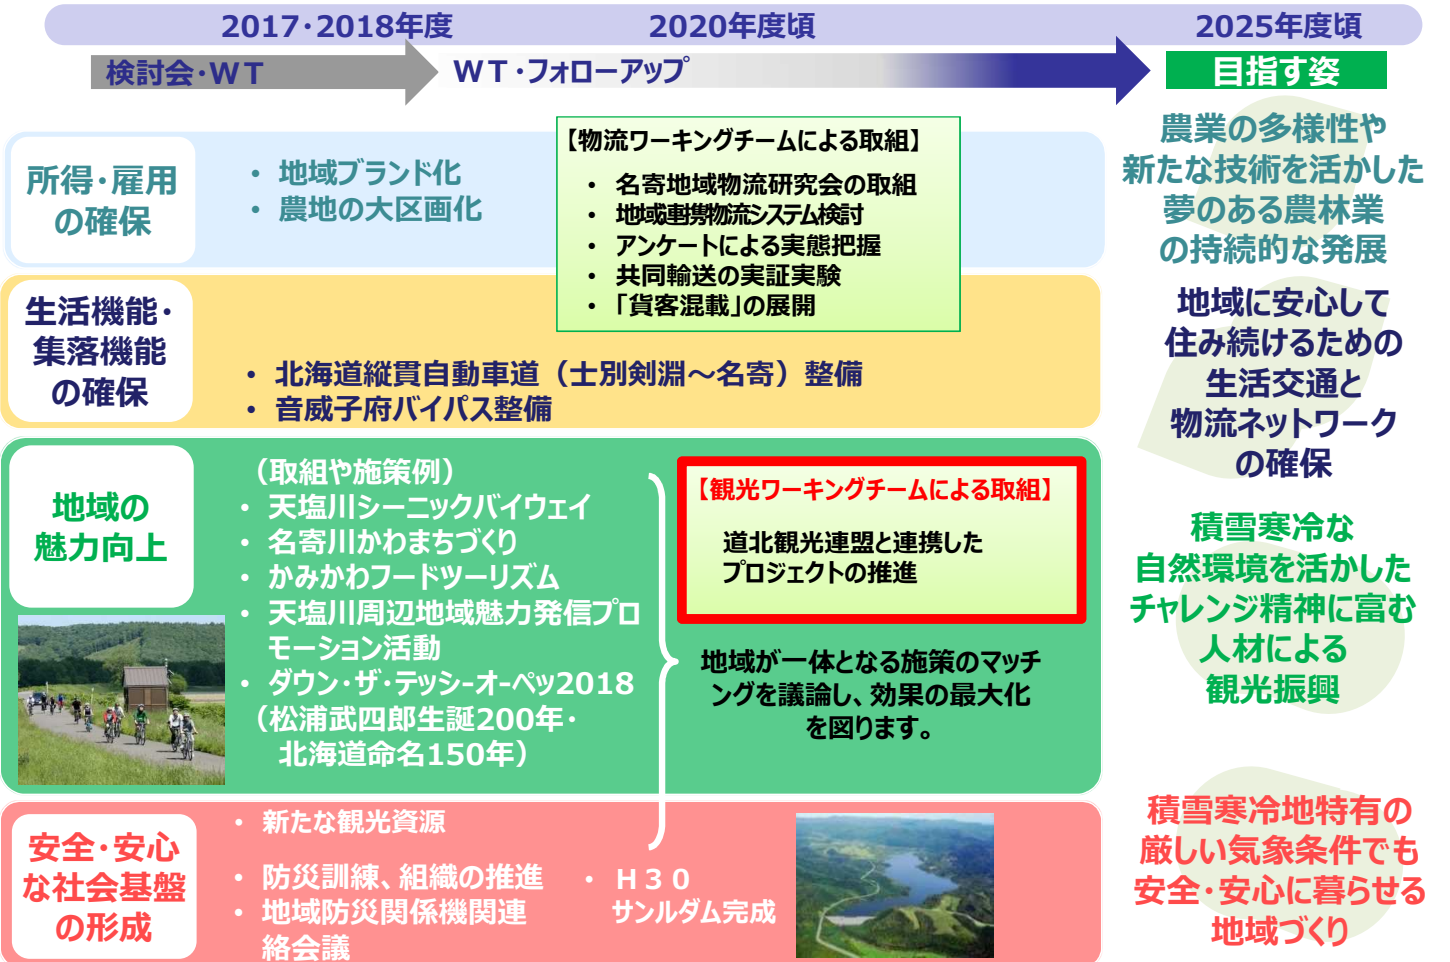 2017･2018年度
2020年度頃
2025年度頃
検討会･ＷＴ
ＷＴ･フォローアップ
目指す姿
所得･雇用
の確保
・ 地域ブランド化
・ 農地の大区画化
【物流ワーキングチームによる取組】
・ 名寄地域物流研究会の取組
・ 地域連携物流システム検討
・ アンケートによる実態把握
・ 共同輸送の実証実験
・ 「貨客混載」の展開
農業の多様性や
新たな技術を活かした
夢のある農林業
の持続的な発展
生活機能･
集落機能
の確保
・ 北海道縦貫自動車道（士別剣淵～名寄）整備
・ 音威子府バイパス整備
地域に安心して
住み続けるための
生活交通と
物流ネットワーク
の確保
地域の
魅力向上
（取組や施策例）
・ 天塩川シーニックバイウェイ
・ 名寄川かわまちづくり
・ かみかわフードツーリズム
・ 天塩川周辺地域魅力発信プロ
モーション活動
・ ダウン･ザ･テッシ-オ-ペッ2018
（松浦武四郎生誕200年･
北海道命名150年）
【観光ワーキングチームによる取組】
道北観光連盟と連携した
プロジェクトの推進
地域が一体となる施策のマッチ
ングを議論し、効果の最大化
を図ります。
積雪寒冷な
自然環境を活かした
チャレンジ精神に富む
人材による
観光振興
安全･安心
な社会基盤
の形成
・ 新たな観光資源
・ 防災訓練、組織の推進
・ 地域防災関係機関連
絡会議
・ Ｈ３０
サンルダム完成
積雪寒冷地特有の
厳しい気象条件でも
安全･安心に暮らせる
地域づくり